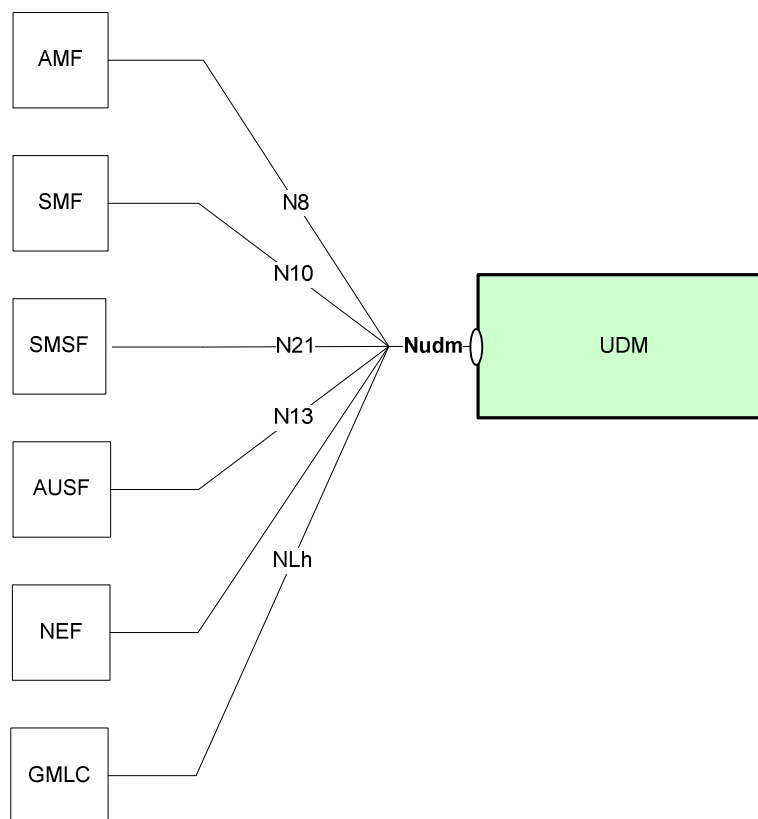 AMF
N8
SMF
N10
SMSF
N21
Nudm
UDM
N13
AUSF
NLh
NEF
GMLC